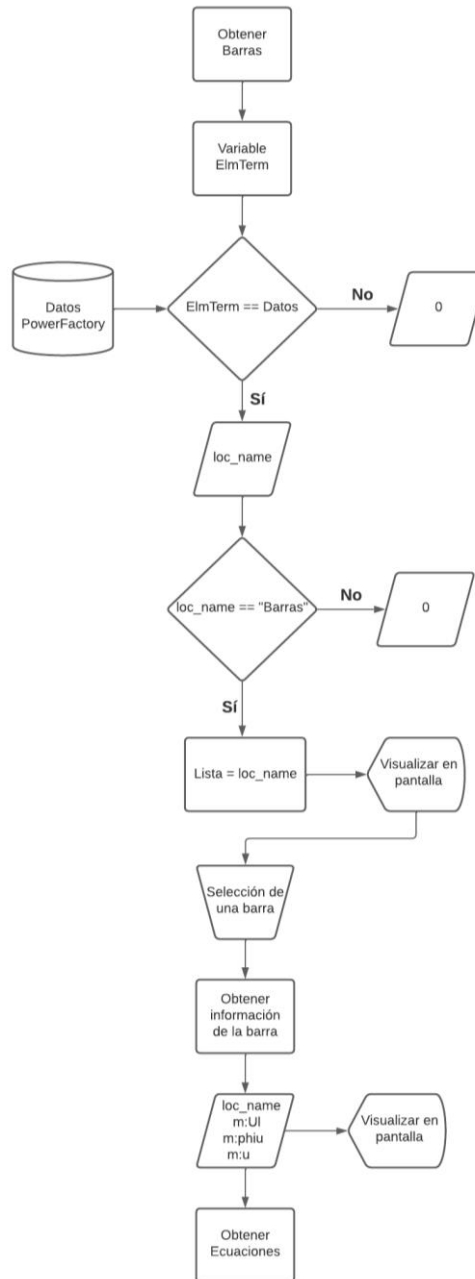 Obtener
Barras
Variable
ElmTerm
Datos
PowerFactory
ElmTerm == Datos
No
0
Sí
loc_name
loc_name == "Barras"
No
0
Sí
Lista = loc_name
Visualizar en
pantalla
Selección de
una barra
Obtener
información
de la barra
loc_name
m:Ul
m:phiu
m:u
Visualizar en
pantalla
Obtener
Ecuaciones